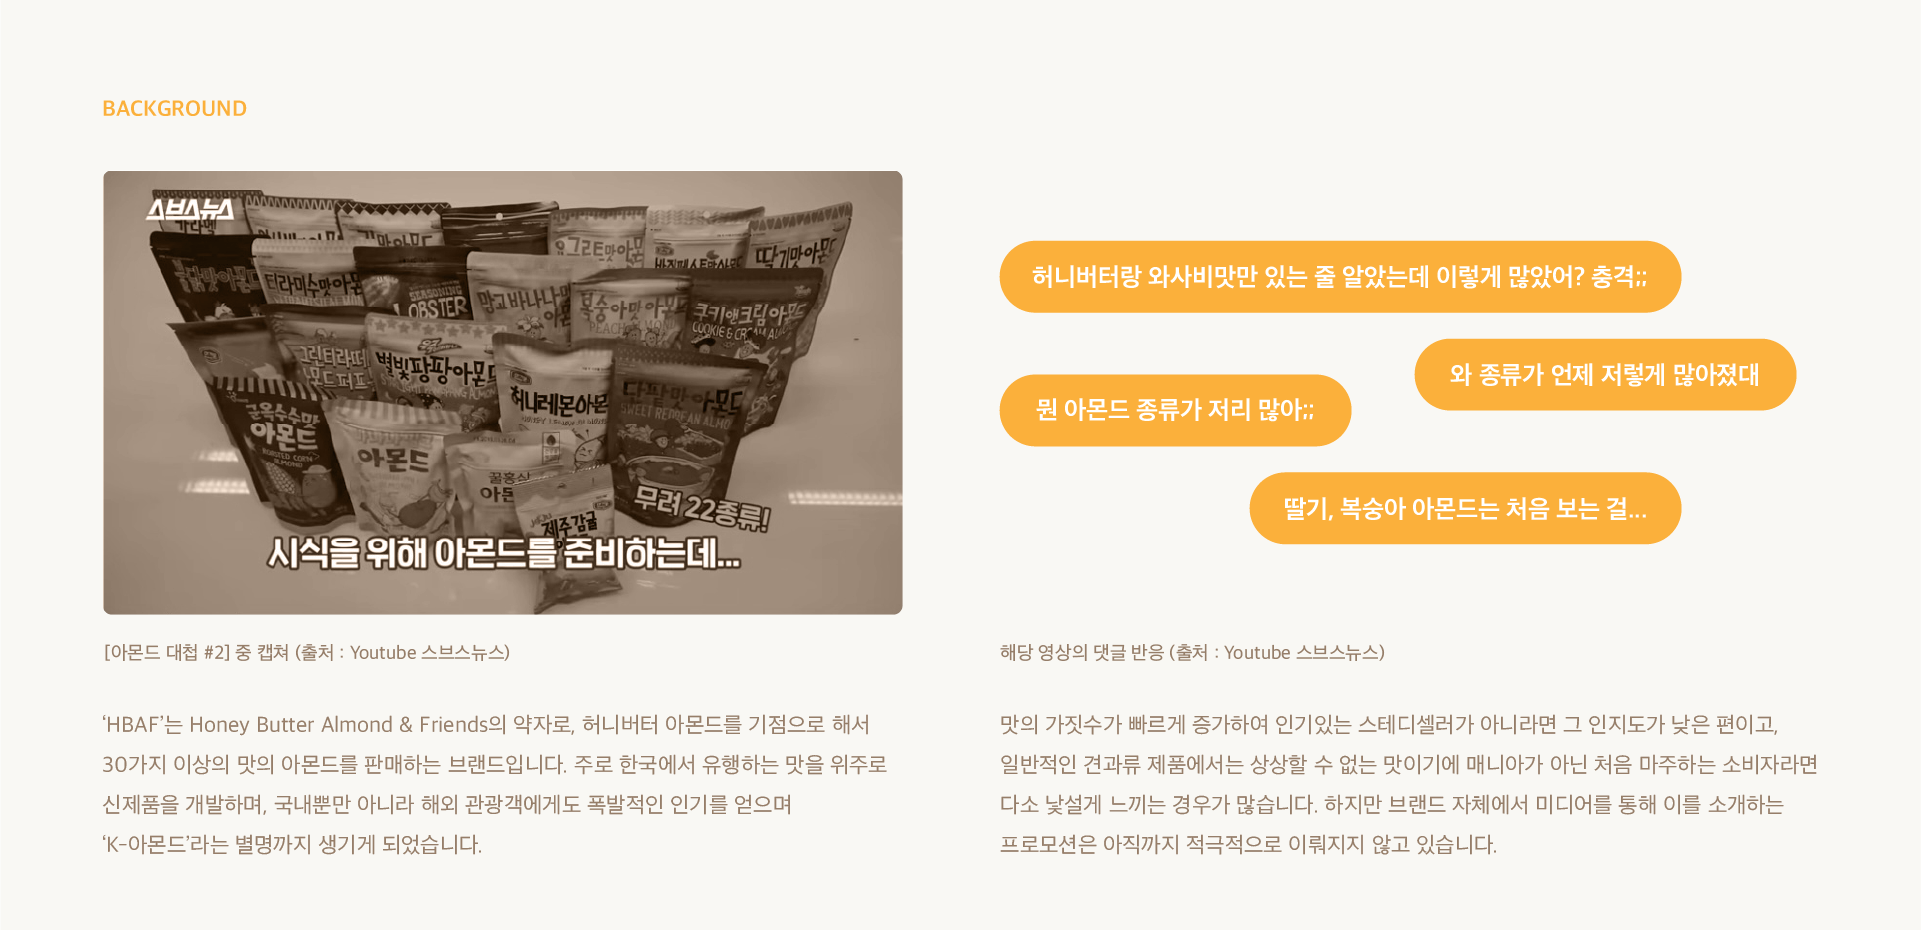 BACKGROUND
스브스뉴스
카라멜
요구르트맛아몬드
딸기맛아몬드
불닭맛아몬드
티라미수맛아몬드
SEASONING
LOBSTER
망고바나나맛
복숭아맛 아몬드
PEACH ALMOND
쿠키앤크림아몬드
COOKIE & CREAM ALMOND
그린티라떼
별빛팡팡아몬드
허니레몬아몬드
단팥맛 아몬드
SWEET REDBEAN ALMOND
군옥수수맛
아몬드
ROASTED CORN
ALMOND
아몬드
꿀홍삼
아몬드
제주감귤
무려 22종류!
시식을 위해 아몬드를 준비하는데...
[아몬드 대첩 #2] 중 캡쳐 (출처 : Youtube 스브스뉴스)
‘HBAF’는 Honey Butter Almond & Friends의 약자로, 허니버터 아몬드를 기점으로 해서
30가지 이상의 맛의 아몬드를 판매하는 브랜드입니다. 주로 한국에서 유행하는 맛을 위주로
신제품을 개발하며, 국내뿐만 아니라 해외 관광객에게도 폭발적인 인기를 얻으며
‘K-아몬드’라는 별명까지 생기게 되었습니다.
허니버터랑 와사비맛만 있는 줄 알았는데 이렇게 많았어? 충격;;
와 종류가 언제 저렇게 많아졌대
뭔 아몬드 종류가 저리 많아;;
딸기, 복숭아 아몬드는 처음 보는 걸...
해당 영상의 댓글 반응 (출처 : Youtube 스브스뉴스)
맛의 가짓수가 빠르게 증가하여 인기있는 스테디셀러가 아니라면 그 인지도가 낮은 편이고,
일반적인 견과류 제품에서는 상상할 수 없는 맛이기에 매니아가 아닌 처음 마주하는 소비자라면
다소 낯설게 느끼는 경우가 많습니다. 하지만 브랜드 자체에서 미디어를 통해 이를 소개하는
프로모션은 아직까지 적극적으로 이뤄지지 않고 있습니다.